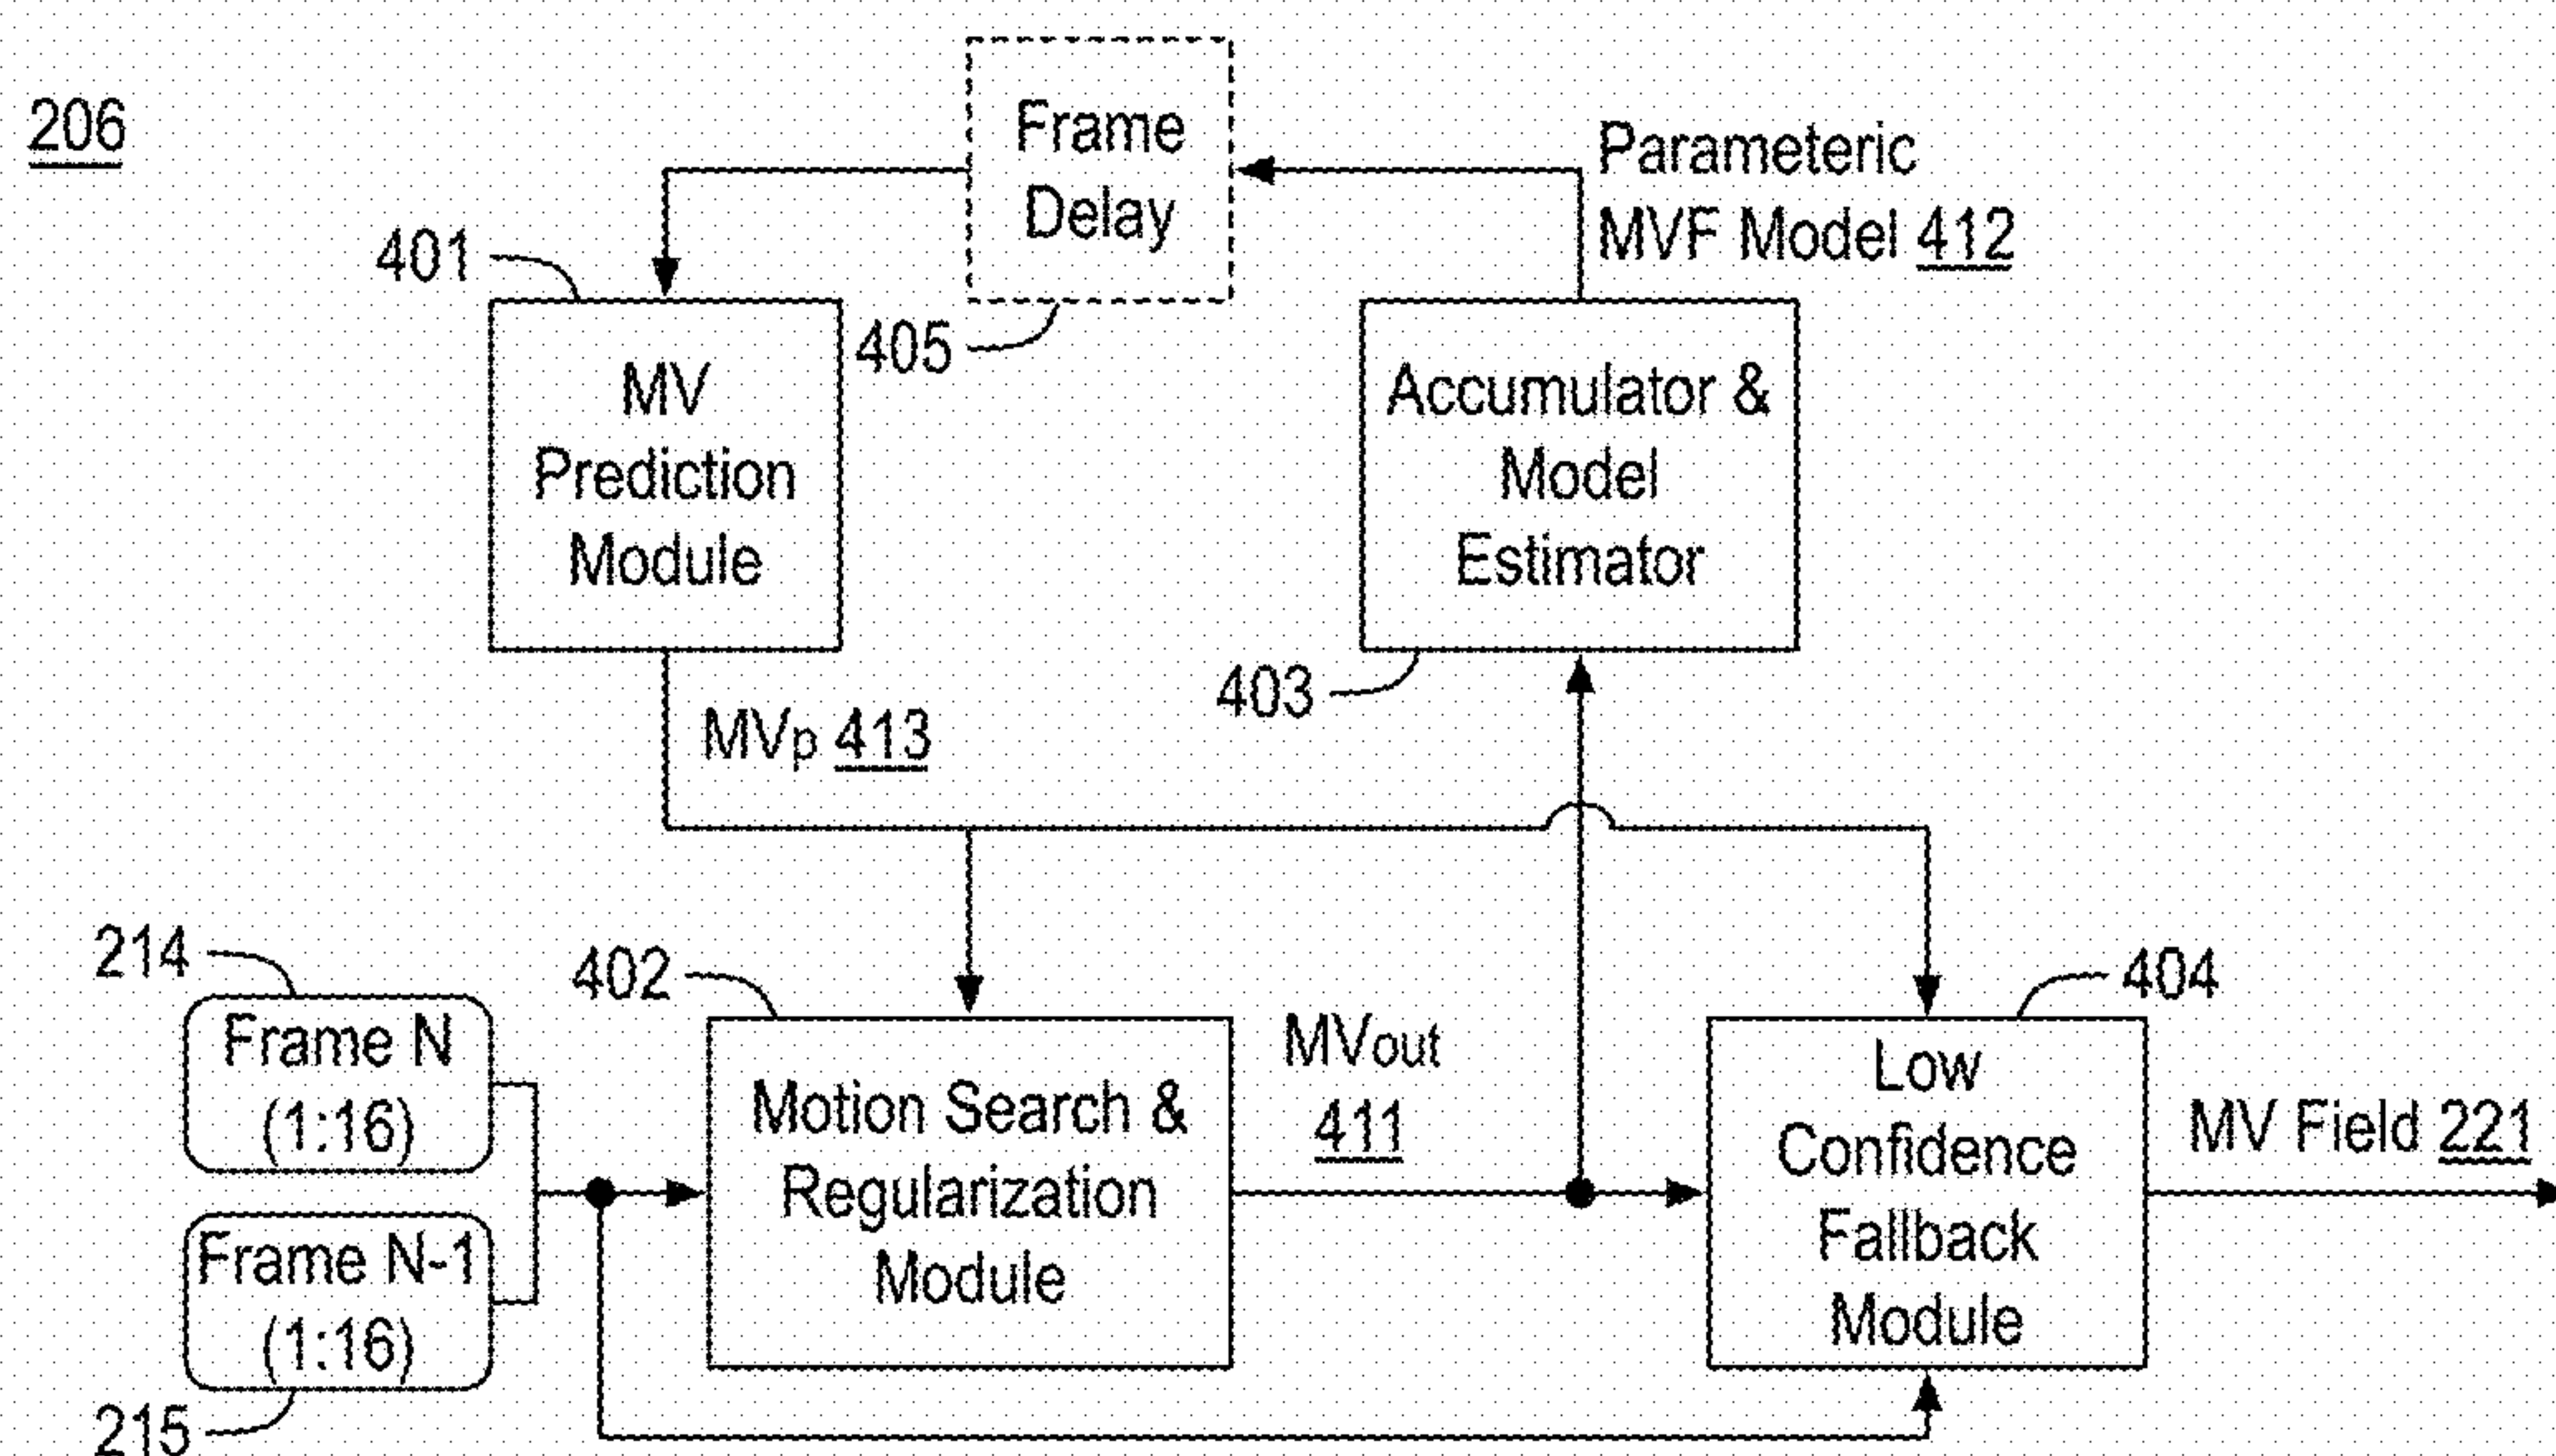 206
Frame
Delay
Parameteric
MVF Model 412
401
405
MV
Prediction
Module
Accumulator &
Model
Estimator
403
MVp 413
214
402
404
Frame N
(1:16)
Frame N-1
(1:16)
215
Motion Search &
Regularization
Module
MVout
411
Low
Confidence
Fallback
Module
MV Field 221